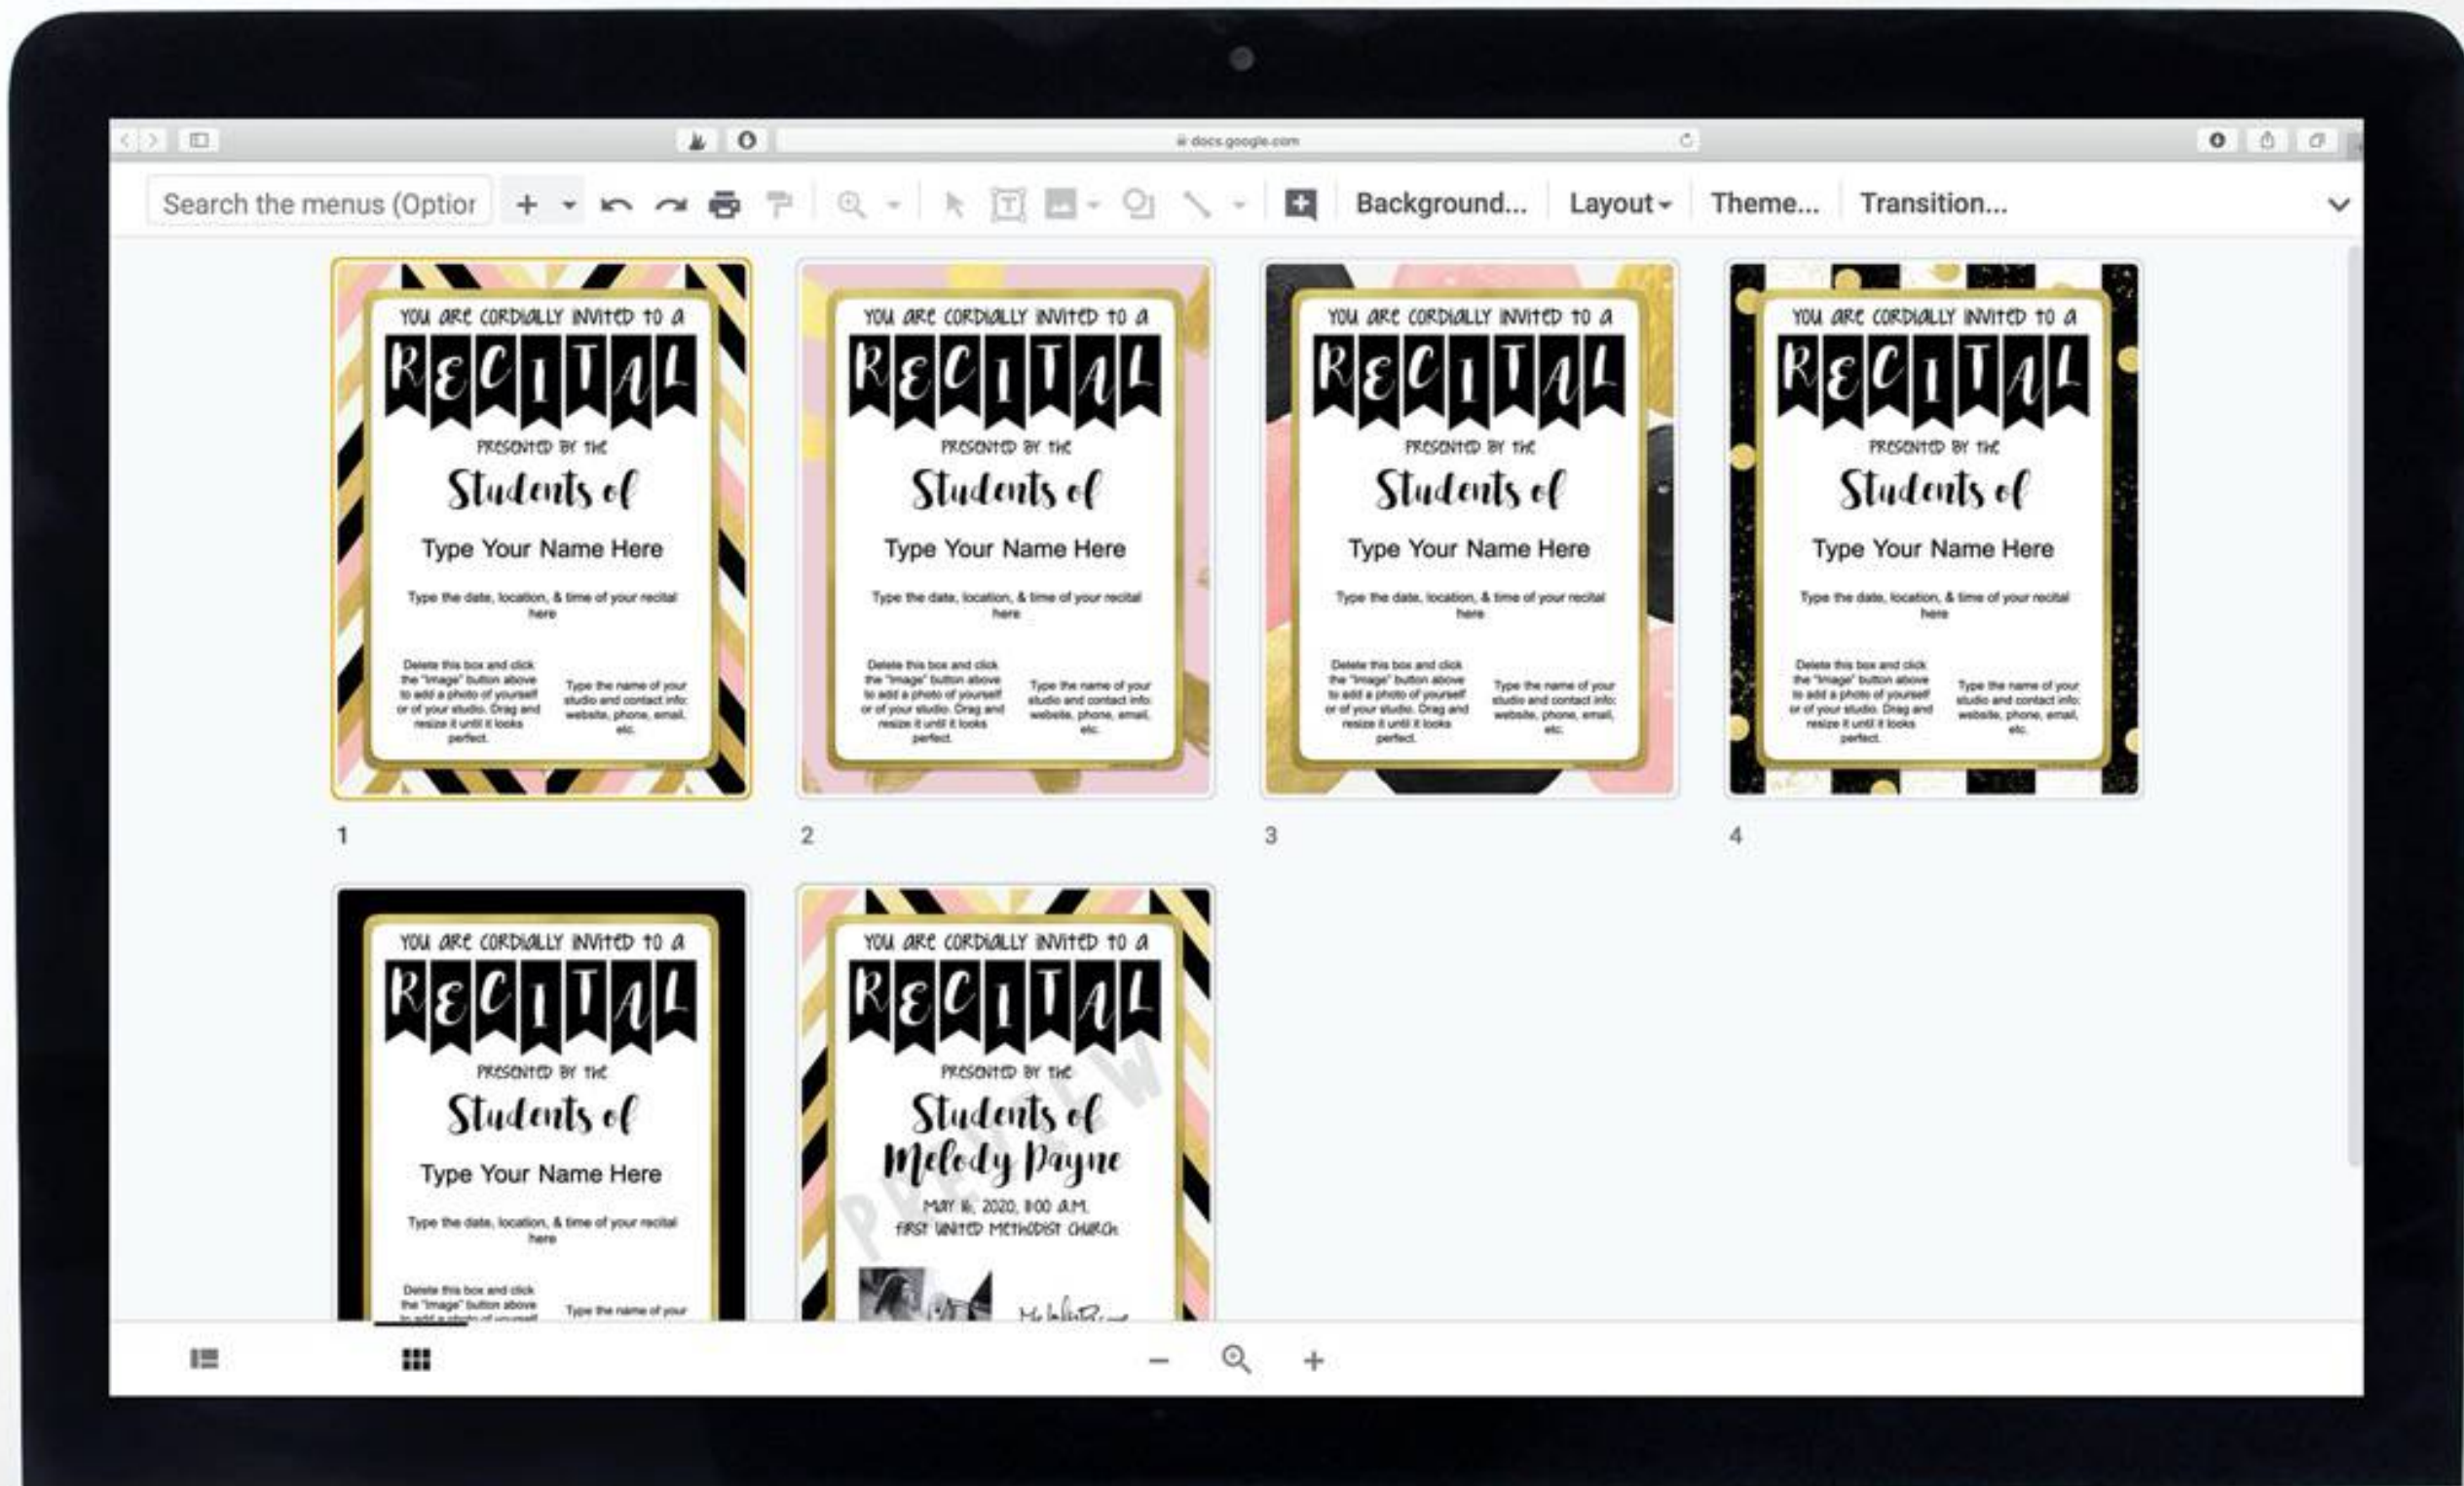 docs.google.com
Search the menus (Option
Background...
Layout
Theme...
Transition...
YOU ARE CORDIALLY INVITED TO A
RECITAL
PRESENTED BY THE
Students of
Type Your Name Here
Type the date, location, & time of your recital
here
Delete this box and click
the "Image" button above
to add a photo of yourself
or of your studio. Drag and
resize it until it looks
perfect.
Type the name of your
studio and contact info:
website, phone, email,
etc.
1
YOU ARE CORDIALLY INVITED TO A
RECITAL
PRESENTED BY THE
Students of
Type Your Name Here
Type the date, location, & time of your recital
here
Delete this box and click
the "Image" button above
to add a photo of yourself
or of your studio. Drag and
resize it until it looks
perfect.
Type the name of your
studio and contact info:
website, phone, email,
etc.
2
YOU ARE CORDIALLY INVITED TO A
RECITAL
PRESENTED BY THE
Students of
Type Your Name Here
Type the date, location, & time of your recital
here
Delete this box and click
the "Image" button above
to add a photo of yourself
or of your studio. Drag and
resize it until it looks
perfect.
Type the name of your
studio and contact info:
website, phone, email,
etc.
3
YOU ARE CORDIALLY INVITED TO A
RECITAL
PRESENTED BY THE
Students of
Type Your Name Here
Type the date, location, & time of your recital
here
Delete this box and click
the "Image" button above
to add a photo of yourself
or of your studio. Drag and
resize it until it looks
perfect.
Type the name of your
studio and contact info:
website, phone, email,
etc.
4
YOU ARE CORDIALLY INVITED TO A
RECITAL
PRESENTED BY THE
Students of
Type Your Name Here
Type the date, location, & time of your recital
here
Delete this box and click
the "Image" button above
to add a photo of yourself
Type the name of your
YOU ARE CORDIALLY INVITED TO A
RECITAL
PRESENTED BY THE
Students of
Melody Payne
MAY 16, 2020, 11:00 A.M.
FIRST UNITED METHODIST CHURCH
PREVIEW
Melody Payne